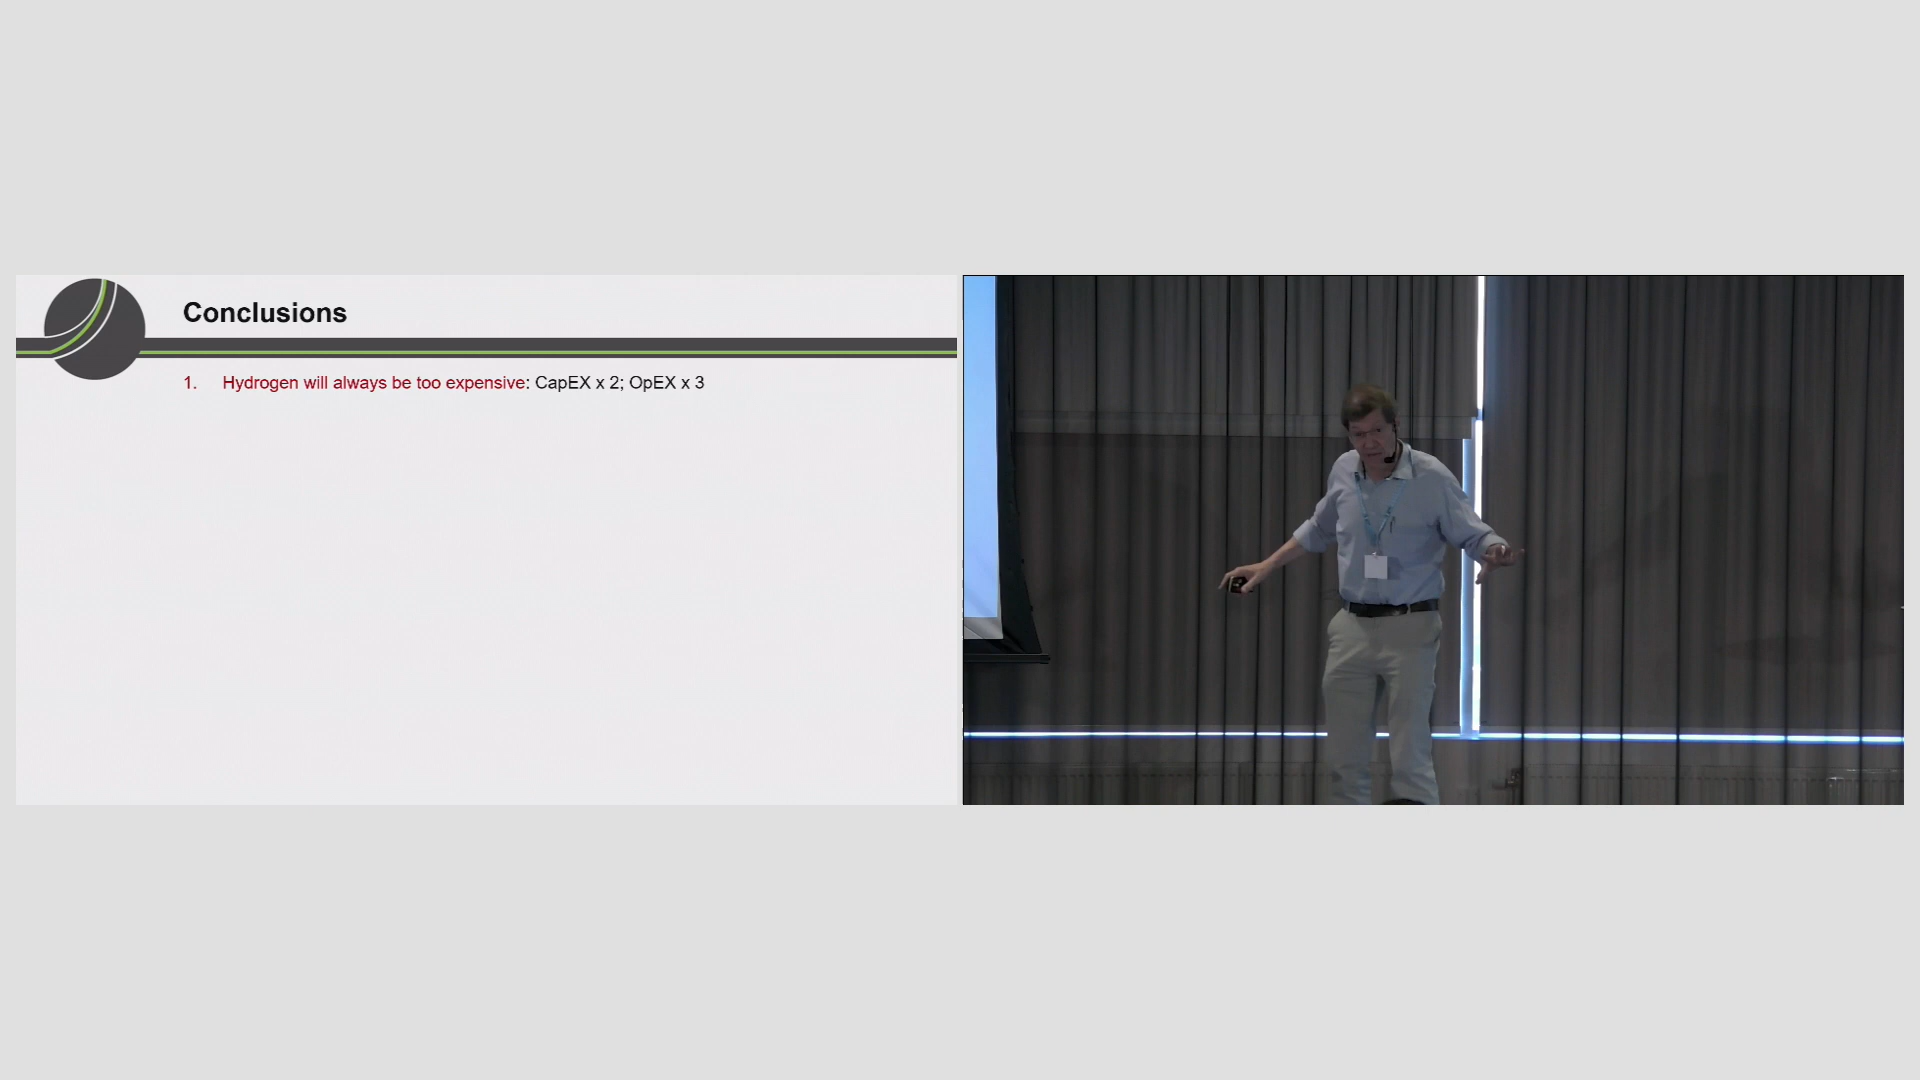 Conclusions
1. Hydrogen will always be too expensive: CapEX x 2; OpEX x 3